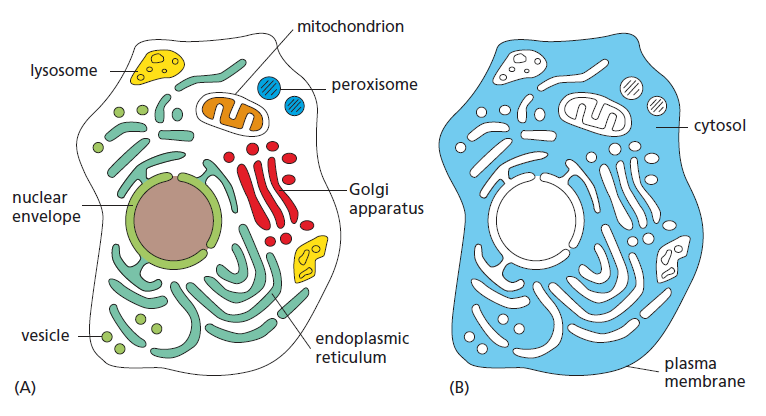 mitochondrion
lysosome
peroxisome
cytosol
nuclear
envelope
Golgi
apparatus
vesicle
endoplasmic
reticulum
plasma
membrane
(A)
(B)